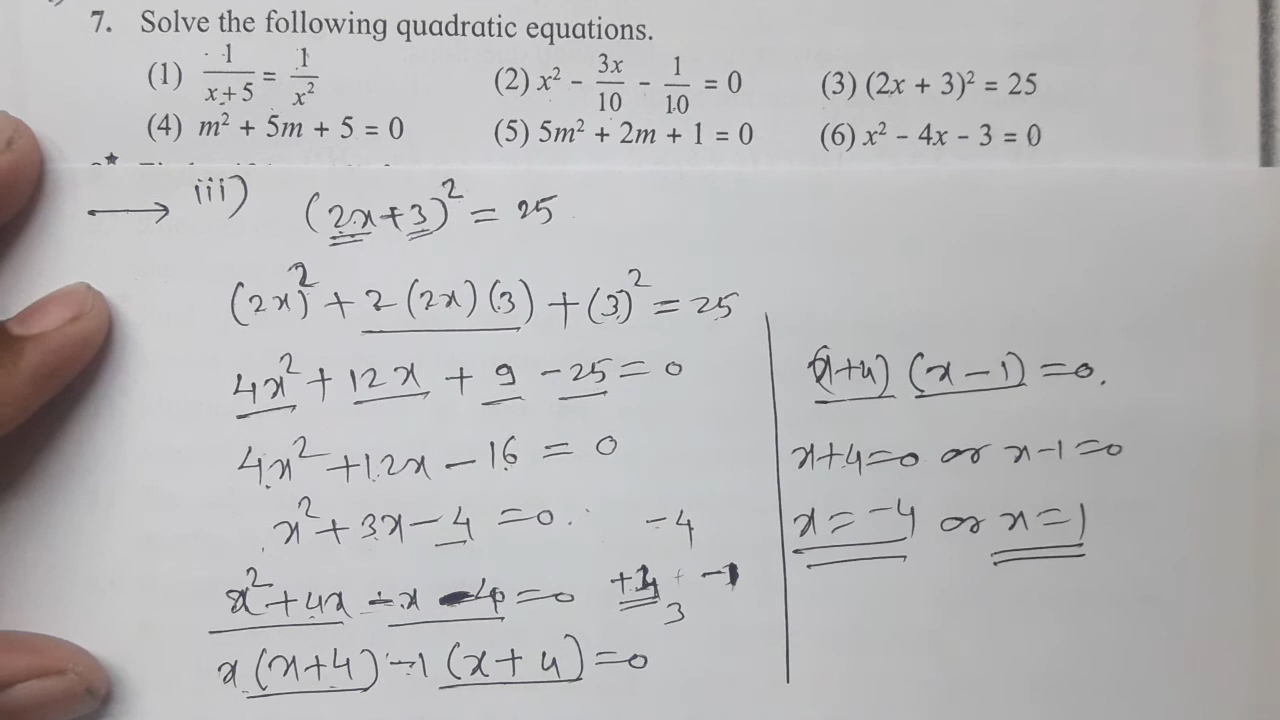 7. Solve the following quadratic equations.
(1) 1/(x+5) = 1/x² (2) x² - 3x/10 - 1/10 = 0 (3) (2x + 3)² = 25
(4) m² + 5m + 5 = 0 (5) 5m² + 2m + 1 = 0 (6) x² - 4x - 3 = 0
→ iii) (2x+3)² = 25
(2x)² + 2(2x)(3) + (3)² = 25
4x² + 12x + 9 - 25 = 0
4x² + 12x - 16 = 0
x² + 3x - 4 = 0. -4
x² + 4x - x - 4 = 0 +4 -1
3
x(x+4) -1(x+4) = 0
(x+4)(x-1) = 0.
x+4=0 or x-1=0
x = -4 or x = 1